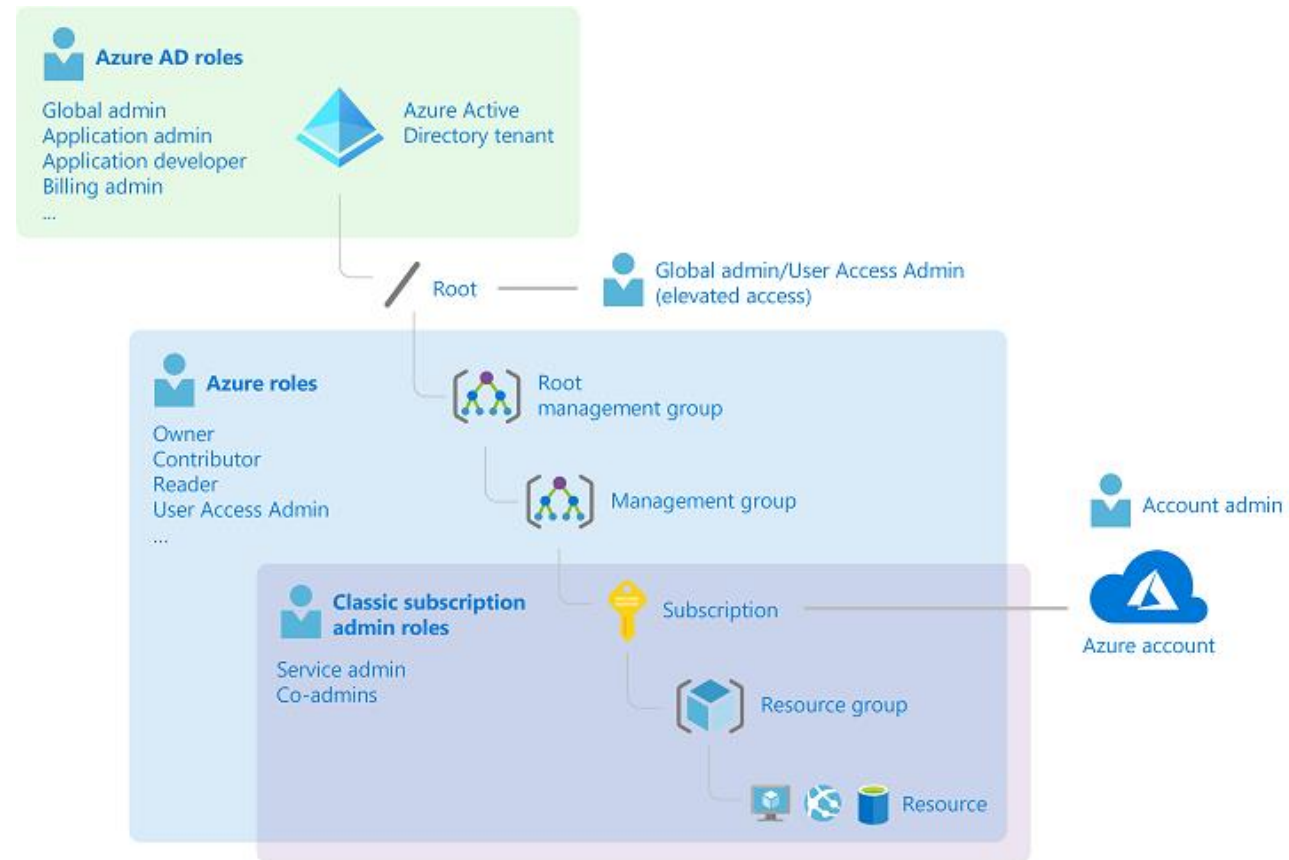 Azure AD roles
Global admin
Application admin
Application developer
Billing admin
...
Azure Active
Directory tenant
Root
Global admin/User Access Admin
(elevated access)
Azure roles
Owner
Contributor
Reader
User Access Admin
...
Root
management group
Management group
Account admin
Azure account
Classic subscription
admin roles
Service admin
Co-admins
Subscription
Resource group
Resource